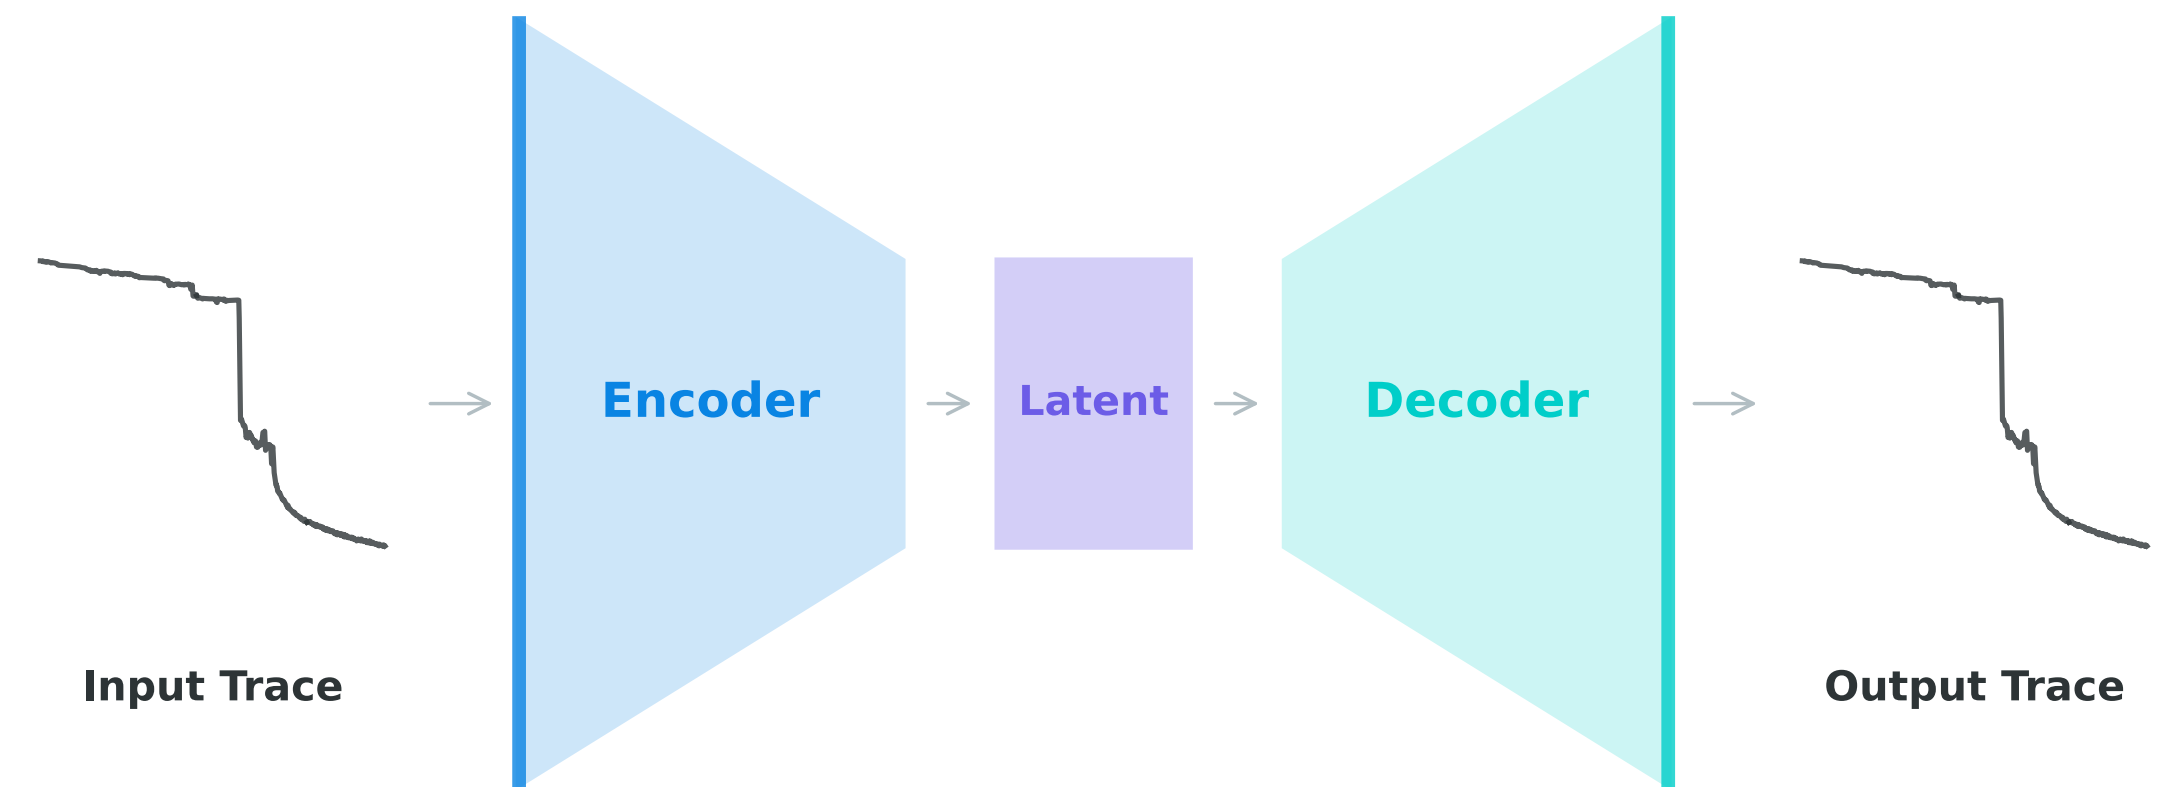 Encoder
Latent
Decoder
Input Trace
Output Trace